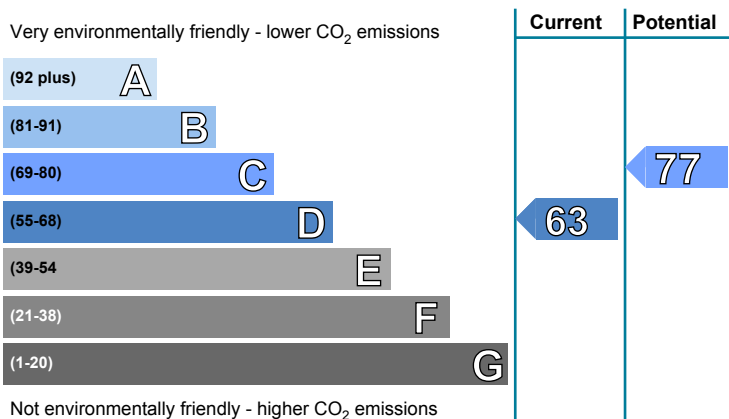 Current Potential
Very environmentally friendly - lower CO2 emissions
(92 plus) A
(81-91) B
(69-80) C
77
(55-68) D
63
(39-54 E
(21-38) F
(1-20) G
Not environmentally friendly - higher CO2 emissions